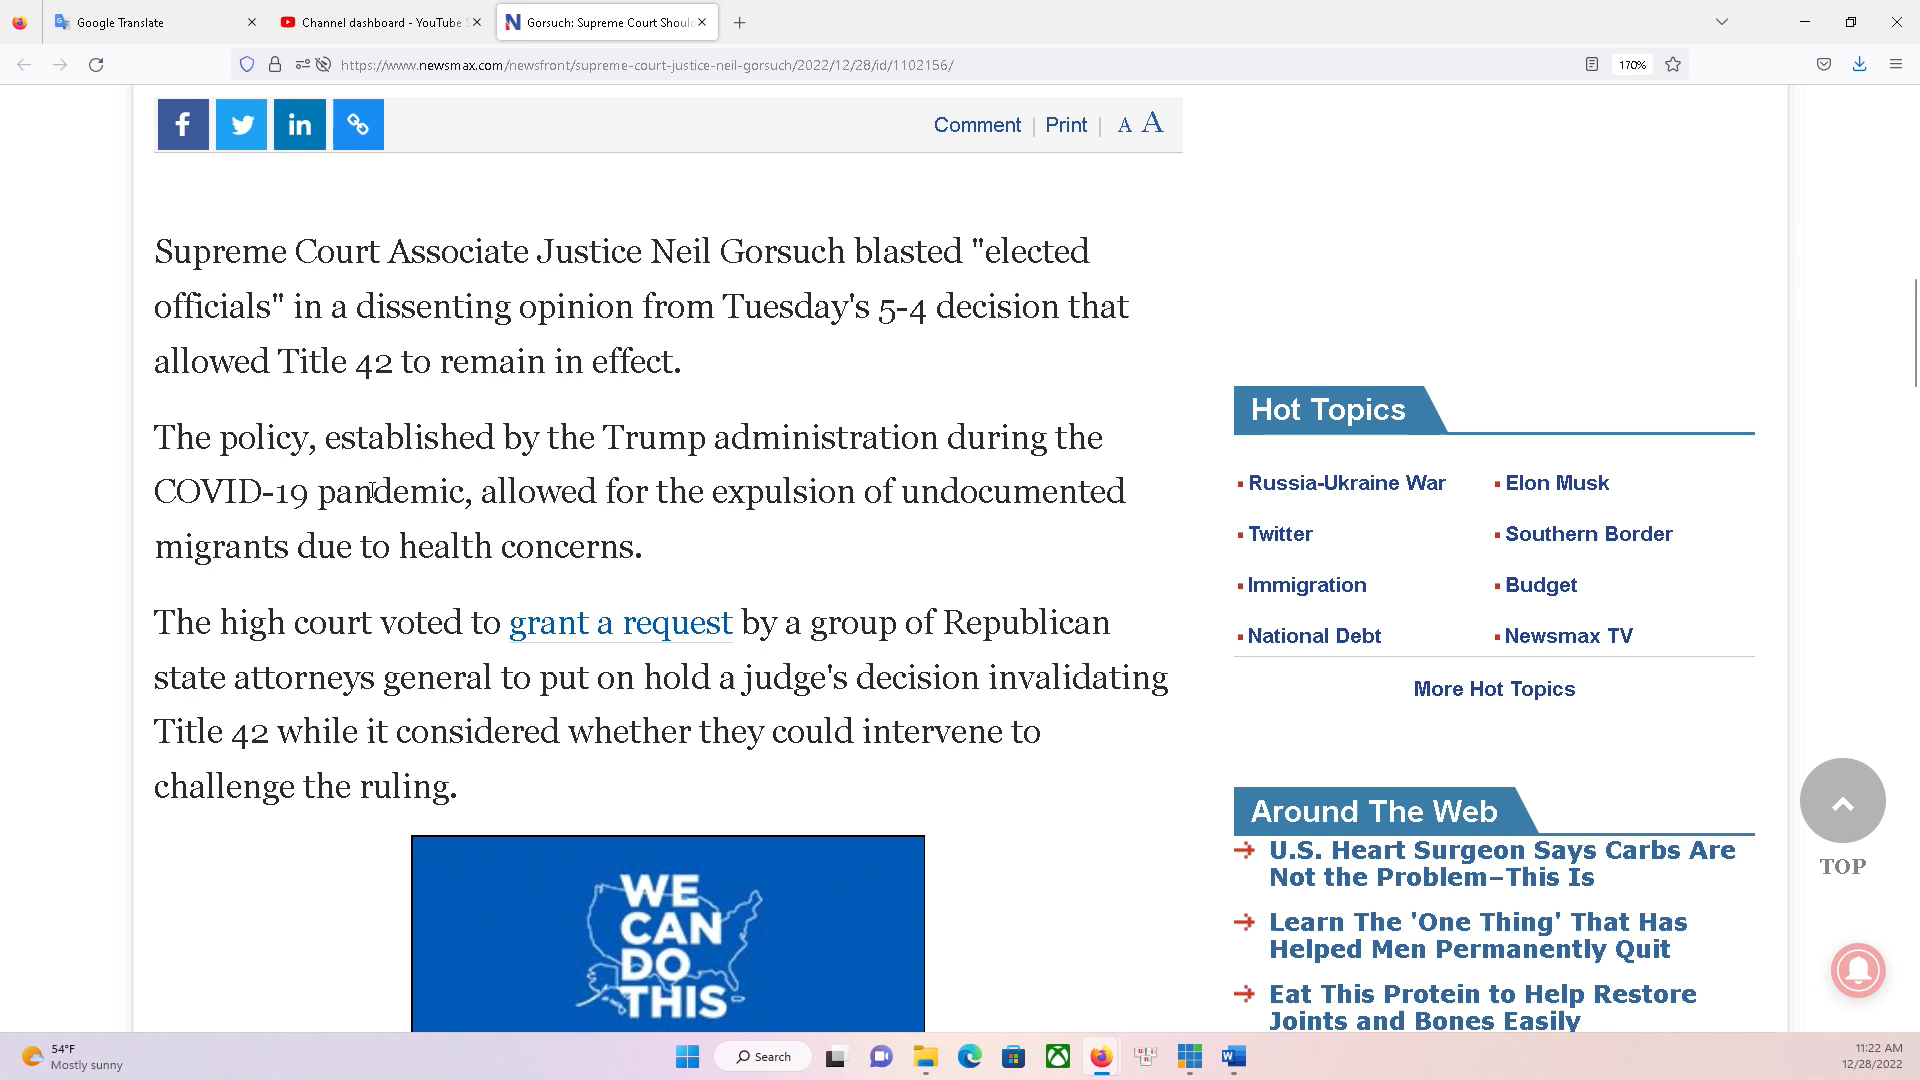 Google Translate
Channel dashboard - YouTube S
Gorsuch: Supreme Court Shoul
https://www.newsmax.com/newsfront/supreme-court-justice-neil-gorsuch/2022/12/28/id/1102156/
170%
Comment | Print | A A
Supreme Court Associate Justice Neil Gorsuch blasted "elected
officials" in a dissenting opinion from Tuesday's 5-4 decision that
allowed Title 42 to remain in effect.
The policy, established by the Trump administration during the
COVID-19 pandemic, allowed for the expulsion of undocumented
migrants due to health concerns.
The high court voted to grant a request by a group of Republican
state attorneys general to put on hold a judge's decision invalidating
Title 42 while it considered whether they could intervene to
challenge the ruling.
WE
CAN
DO
THIS
Hot Topics
Russia-Ukraine War
Elon Musk
Twitter
Southern Border
Immigration
Budget
National Debt
Newsmax TV
More Hot Topics
Around The Web
U.S. Heart Surgeon Says Carbs Are
Not the Problem–This Is
Learn The 'One Thing' That Has
Helped Men Permanently Quit
Eat This Protein to Help Restore
Joints and Bones Easily
TOP
54°F
Mostly sunny
Search
11:22 AM
12/28/2022